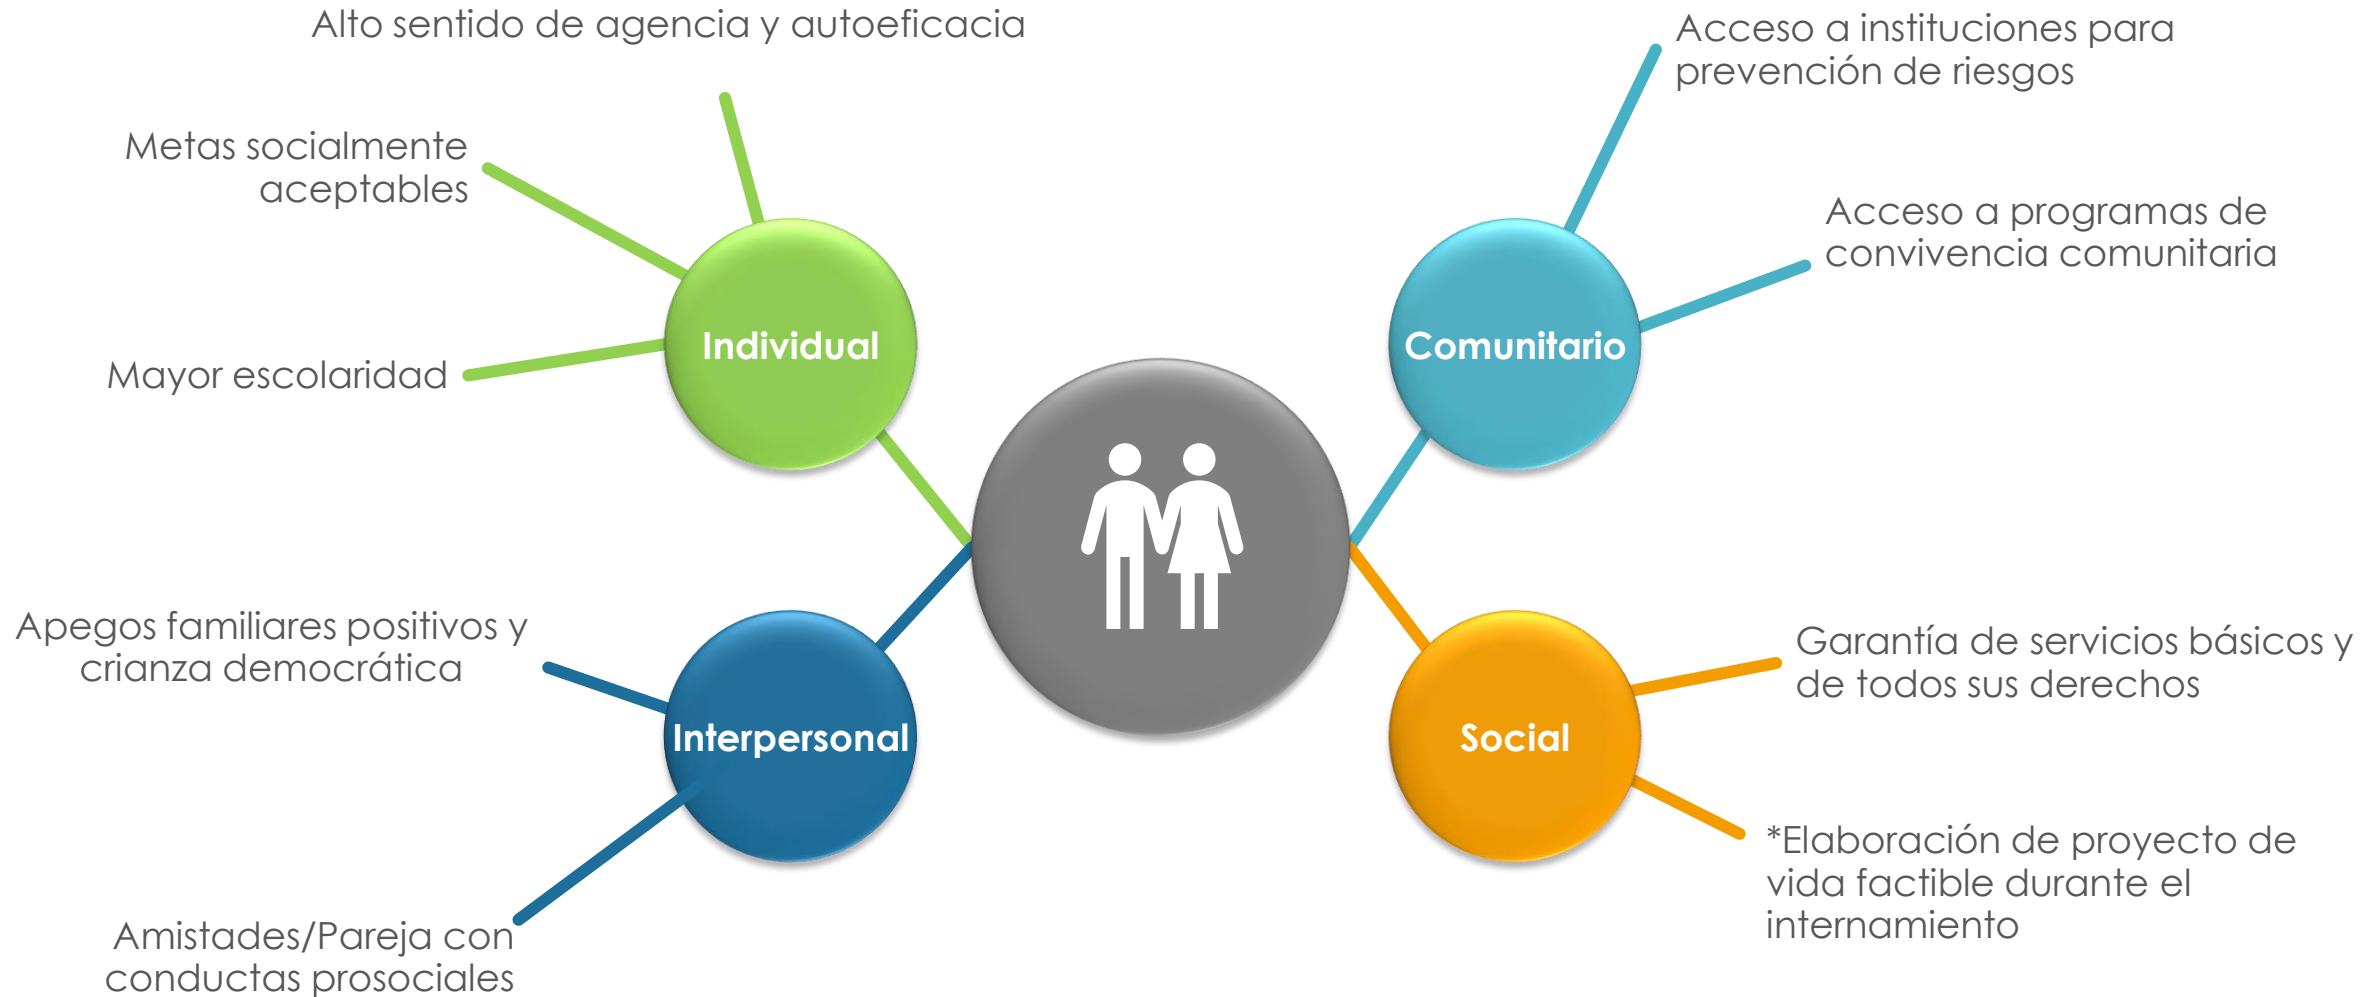 Alto sentido de agencia y autoeficacia
Metas socialmente
aceptables
Mayor escolaridad
Individual
Apegos familiares positivos y
crianza democrática
Interpersonal
Amistades/Pareja con
conductas prosociales
Acceso a instituciones para
prevención de riesgos
Acceso a programas de
convivencia comunitaria
Comunitario
Garantía de servicios básicos y
de todos sus derechos
Social
*Elaboración de proyecto de
vida factible durante el
internamiento